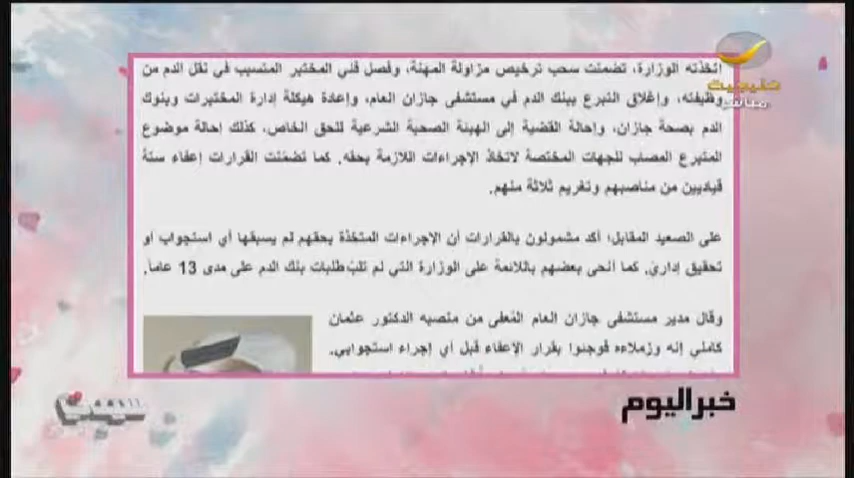 خليجية
مباشر
اتخذته الوزارة، تضمنت سحب ترخيص مزاولة المهنة، وفصل فني المختبر المتسبب في نقل الدم من
وظيفته، وإغلاق التبرع ببنك الدم في مستشفى جازان العام، وإعادة هيكلة إدارة المختبرات وبنوك
الدم بصحة جازان، وإحالة القضية إلى الهيئة الصحية الشرعية للحق الخاص، كذلك إحالة موضوع
المتبرع المصاب للجهات المختصة لاتخاذ الإجراءات اللازمة بحقه. كما تضمنت القرارات إعفاء ستة
قياديين من مناصبهم وتغريم ثلاثة منهم.
على الصعيد المقابل؛ أكد مشمولون بالقرارات أن الإجراءات المتخذة بحقهم لم يسبقها أي استجواب او
تحقيق إداري. كما أنحى بعضهم باللائمة على الوزارة التي لم تلبّ طلبات بنك الدم على مدى 13 عاماً.
وقال مدير مستشفى جازان العام المُعفى من منصبه الدكتور عثمان
كاملي إنه وزملاءه فوجئوا بقرار الإعفاء قبل أي إجراء استجوابي.
خبر اليوم